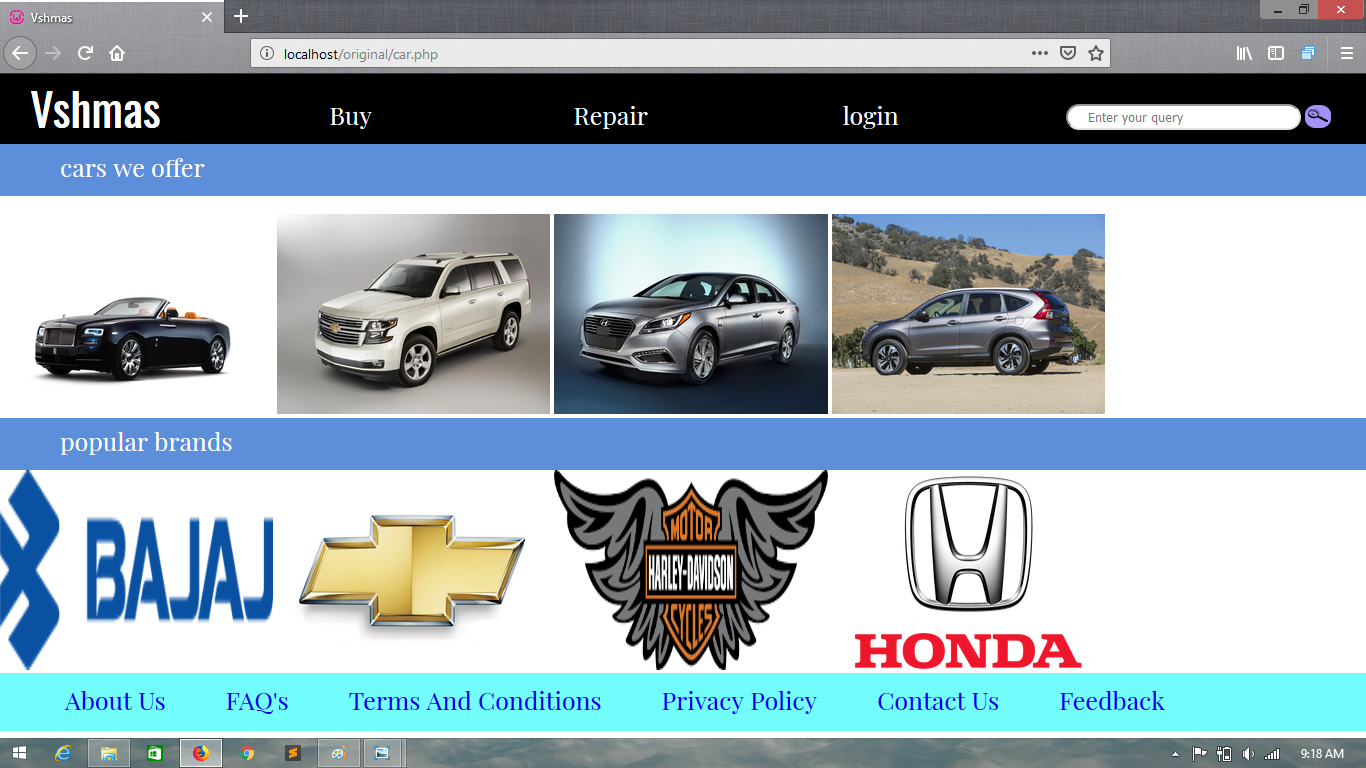 Vshmas
localhost/original/car.php
Vshmas Buy Repair login Enter your query
cars we offer
popular brands
BAJAJ
MOTOR
HARLEY-DAVIDSON
CYCLES
HONDA
About Us FAQ's Terms And Conditions Privacy Policy Contact Us Feedback
9:18 AM